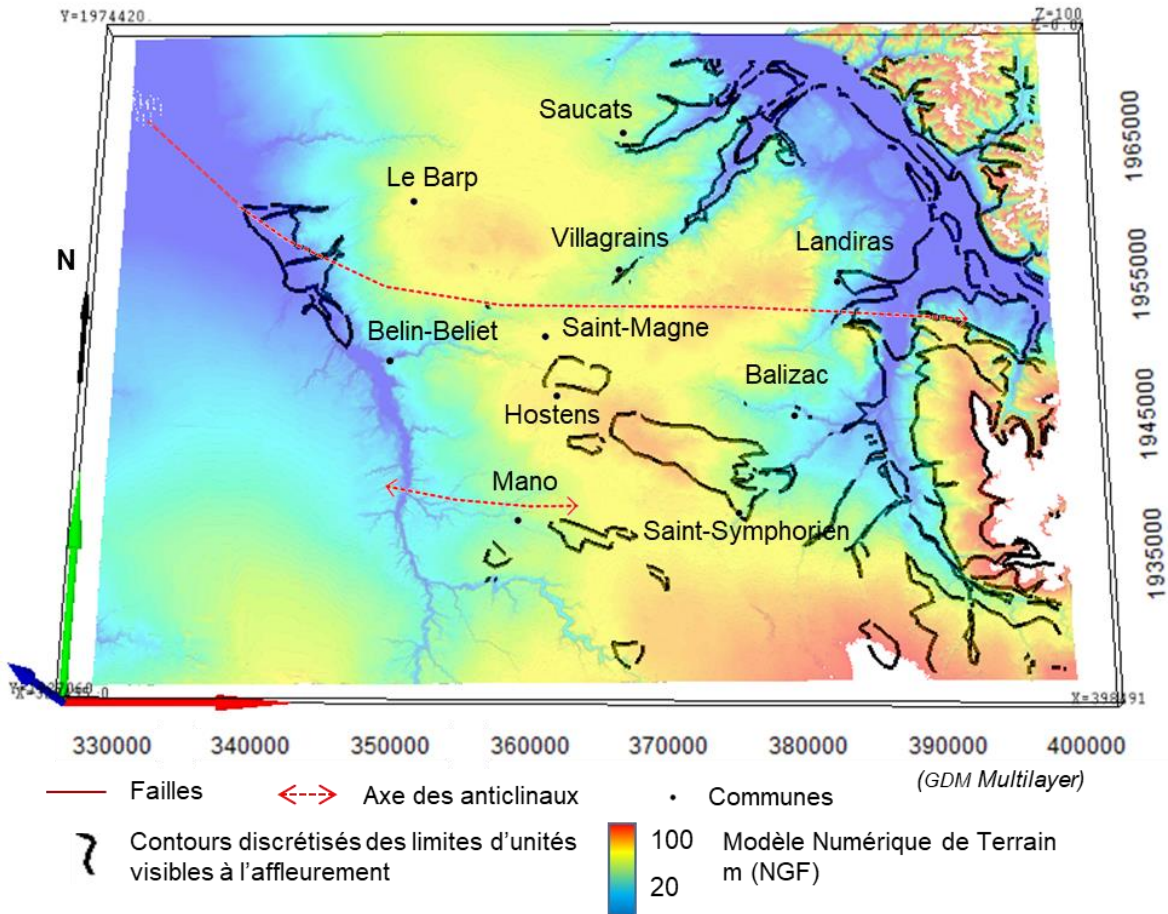 Y=1974420.
Z=100
Z=0.0
Saucats
Le Barp
Villagrains
Landiras
N
Belin-Beliet
Saint-Magne
Balizac
Hostens
Mano
Saint-Symphorien
1965000
1955000
1945000
1935000
X=398491
330000 340000 350000 360000 370000 380000 390000 400000
(GDM Multilayer)
Failles
Axe des anticlinaux
Communes
Contours discrétisés des limites d'unités
visibles à l'affleurement
100
20
Modèle Numérique de Terrain
m (NGF)